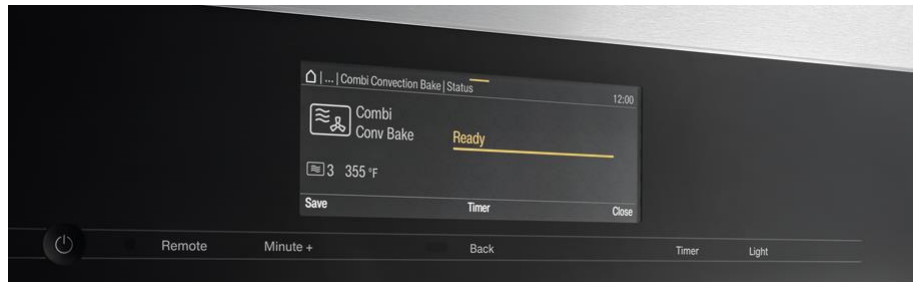 | ... | Combi Convection Bake | Status
12:00
Combi
Conv Bake
Ready
3 355 °F
Save Timer Close
Remote Minute + Back Timer Light